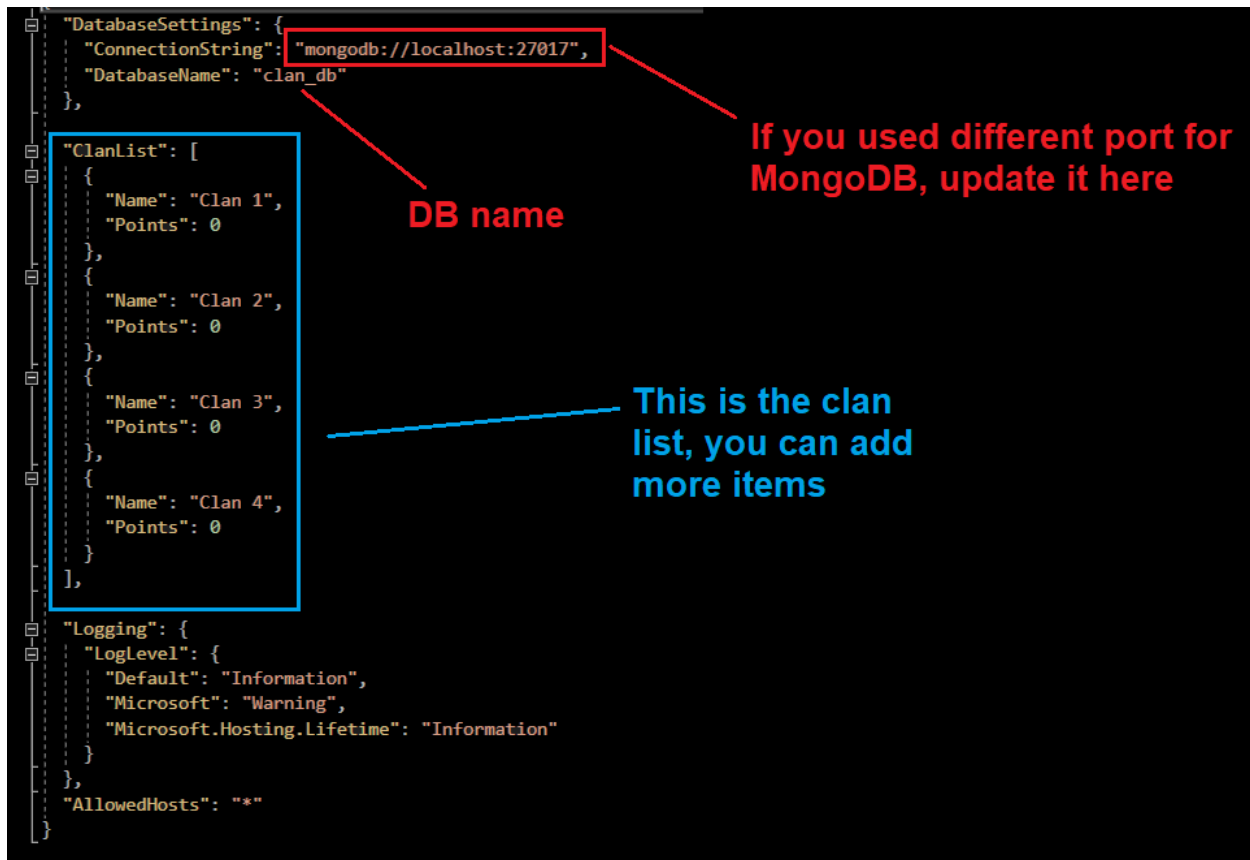 "DatabaseSettings": {
"ConnectionString": "mongodb://localhost:27017",
"DatabaseName": "clan_db"
},
If you used different port for
MongoDB, update it here
DB name
"ClanList": [
{
"Name": "Clan 1",
"Points": 0
},
{
"Name": "Clan 2",
"Points": 0
},
{
"Name": "Clan 3",
"Points": 0
},
{
"Name": "Clan 4",
"Points": 0
}
],
This is the clan
list, you can add
more items
"Logging": {
"LogLevel": {
"Default": "Information",
"Microsoft": "Warning",
"Microsoft.Hosting.Lifetime": "Information"
}
},
"AllowedHosts": "*"
}